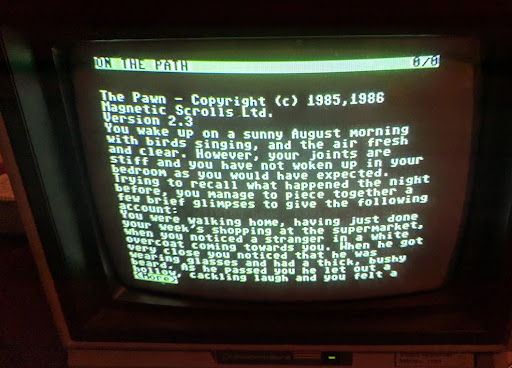 ON THE PATH 0/0
The Pawn - Copyright (c) 1985,1986
Magnetic Scrolls Ltd.
Version 2.3
You wake up on a sunny August morning
with birds singing, and the air fresh
and clear. However, your joints are
stiff and you have not woken up in your
bedroom as you would have expected.
Trying to recall what happened the night
before, you manage to piece together a
few brief glimpses to give the following
account:
You were walking home, having just done
your week's shopping at the supermarket,
when you noticed a stranger in a white
overcoat coming towards you. When he got
very close you noticed that he was
wearing glasses and had a thick, bushy
beard. As he passed you he let out a
hollow, cackling laugh and you felt a